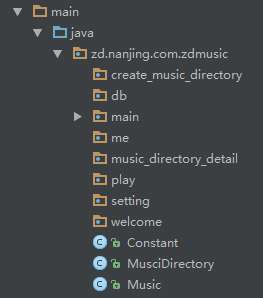 main
java
zd.nanjing.com.zdmusic
create_music_directory
db
main
me
music_directory_detail
play
setting
welcome
C Constant
C MusciDirectory
C Music